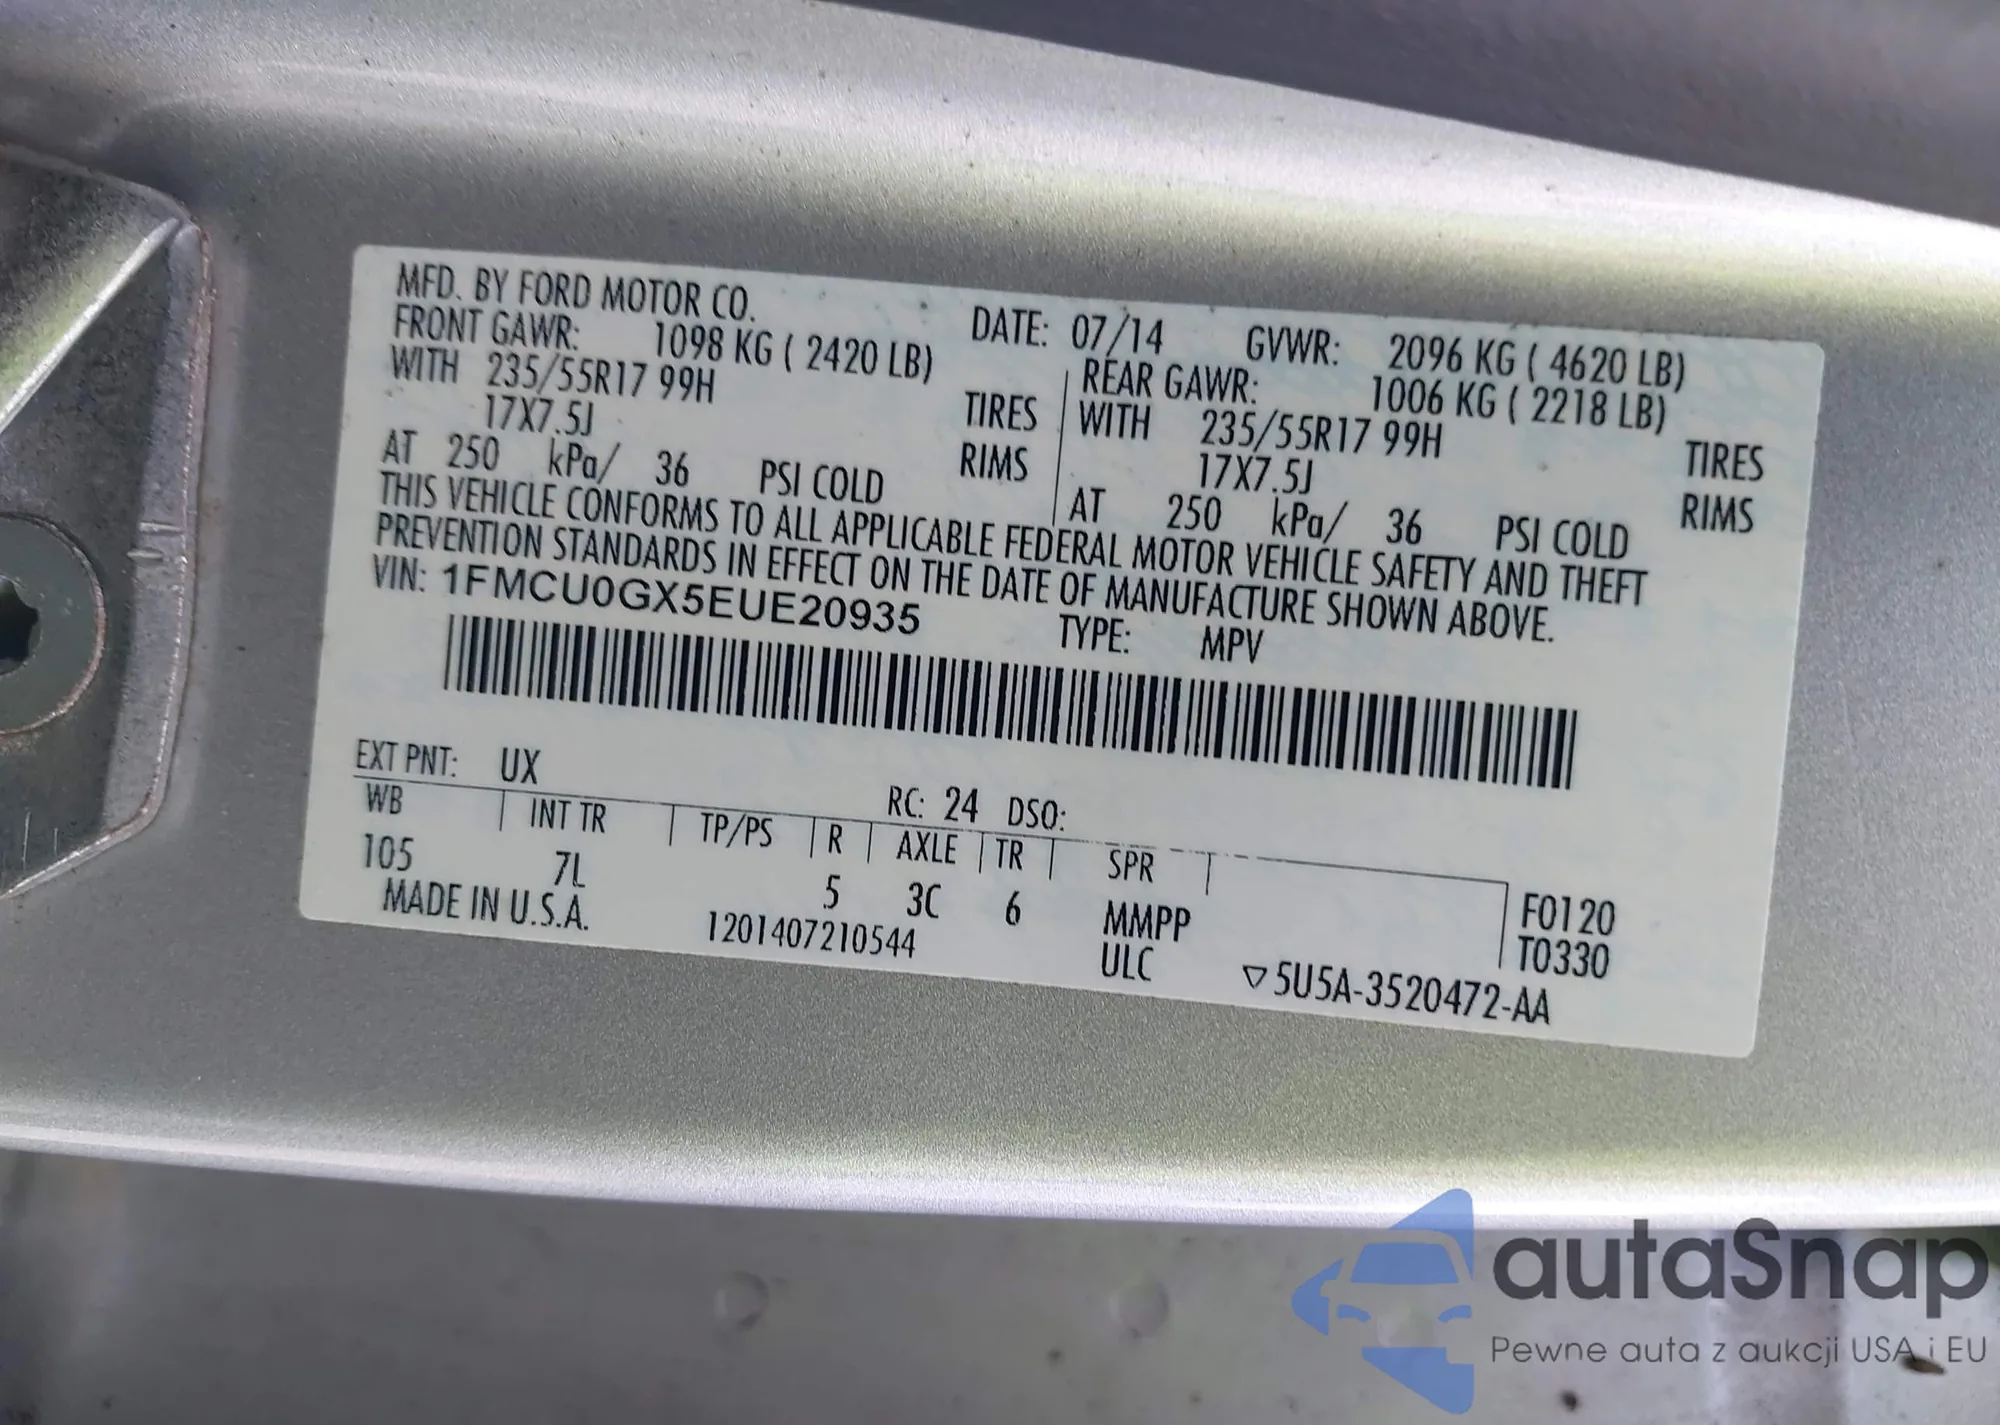 MFD. BY FORD MOTOR CO.
DATE: 07/14 GVWR: 2096 KG ( 4620 LB)
FRONT GAWR: 1098 KG ( 2420 LB)
WITH 235/55R17 99H TIRES
17X7.5J RIMS
AT 250 kPa/ 36 PSI COLD
REAR GAWR: 1006 KG ( 2218 LB)
WITH 235/55R17 99H TIRES
17X7.5J RIMS
AT 250 kPa/ 36 PSI COLD
THIS VEHICLE CONFORMS TO ALL APPLICABLE FEDERAL MOTOR VEHICLE SAFETY AND THEFT
PREVENTION STANDARDS IN EFFECT ON THE DATE OF MANUFACTURE SHOWN ABOVE.
VIN: 1FMCU0GX5EUE20935 TYPE: MPV
EXT PNT: UX RC: 24 DSO:
WB INT TR TP/PS R AXLE TR SPR
105 7L 5 3C 6 MMPP F0120
ULC T0330
MADE IN U.S.A. 1201407210544 ▽5U5A-3520472-AA
autaSnap
Pewne auta z aukcji USA i EU